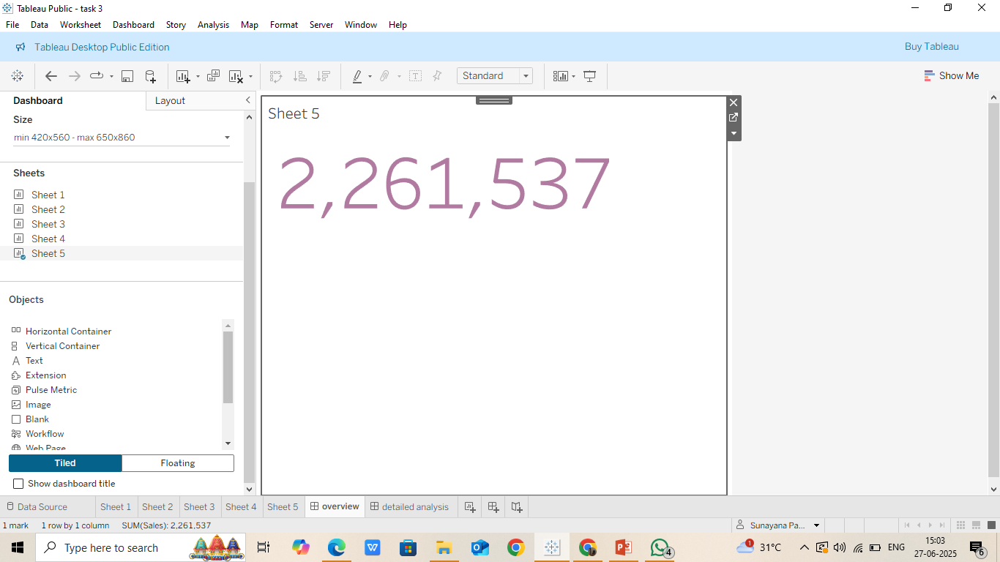 Tableau Public - task 3
File Data Worksheet Dashboard Story Analysis Map Format Server Window Help
Tableau Desktop Public Edition Buy Tableau
Standard Show Me
Dashboard Layout
Size
min 420x560 - max 650x860
Sheets
Sheet 1
Sheet 2
Sheet 3
Sheet 4
Sheet 5
Objects
Horizontal Container
Vertical Container
Text
Extension
Pulse Metric
Image
Blank
Workflow
Web Page
Tiled Floating
Show dashboard title
Sheet 5
2,261,537
Data Source Sheet 1 Sheet 2 Sheet 3 Sheet 4 Sheet 5 overview detailed analysis
1 mark 1 row by 1 column SUM(Sales): 2,261,537 Sunayana Pa...
Type here to search 4 1 31°C ENG 15:03 27-06-2025 6